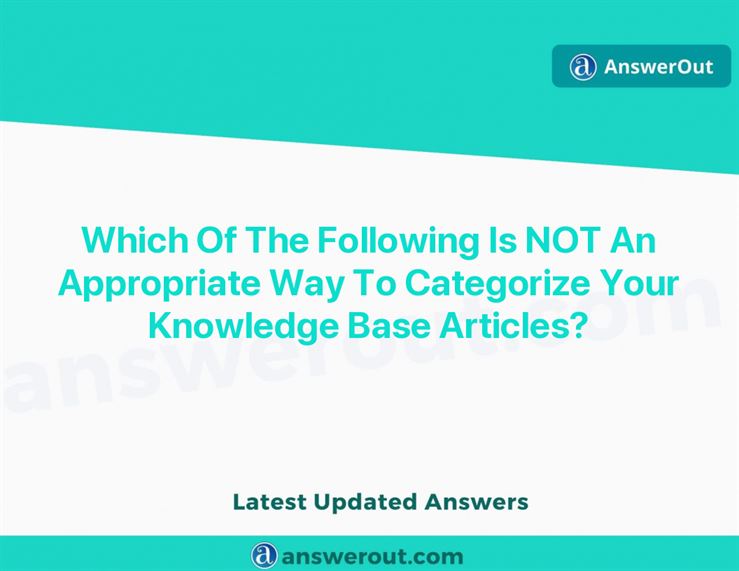 AnswerOut
Which Of The Following Is NOT An
Appropriate Way To Categorize Your
Knowledge Base Articles?
answerout.com
Latest Updated Answers
answerout.com